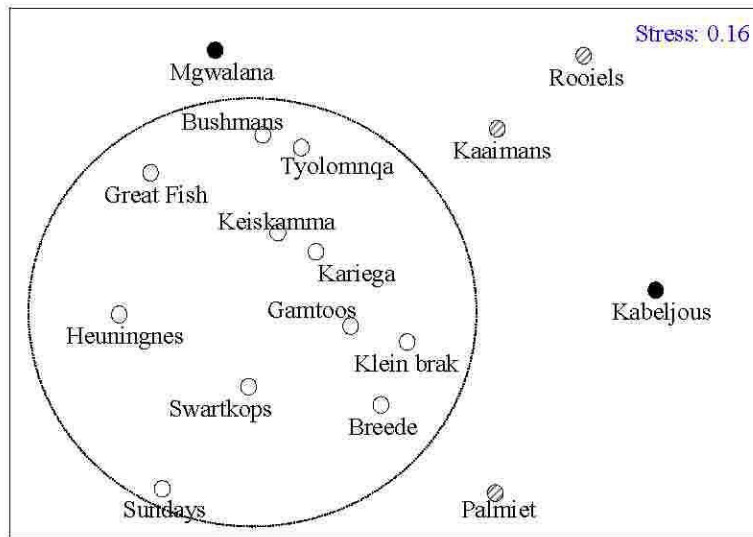 Stress: 0.16
Mgwalana
Rooiels
Bushmans
Kaaimans
Tyolomnqa
Great Fish
Keiskamma
Kariega
Gamtoos
Kabeljous
Heuningnes
Klein brak
Swartkops
Breede
Sundays
Palmiet